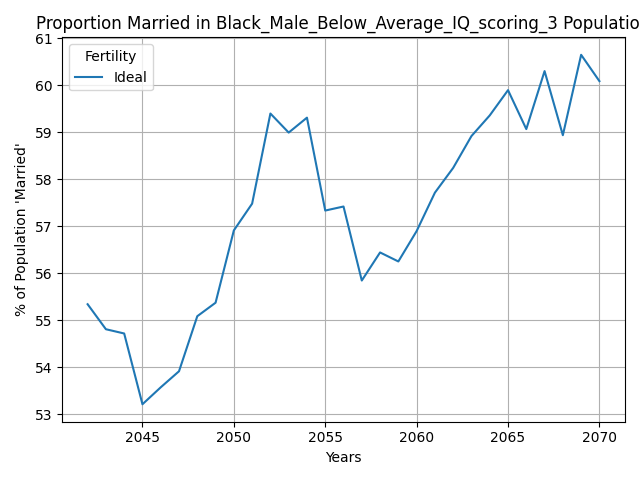 Proportion Married in Black_Male_Below_Average_IQ_scoring_3 Populatio
61
60
59
58
57
56
55
54
53
% of Population 'Married'
Fertility
Ideal
2045 2050 2055 2060 2065 2070
Years